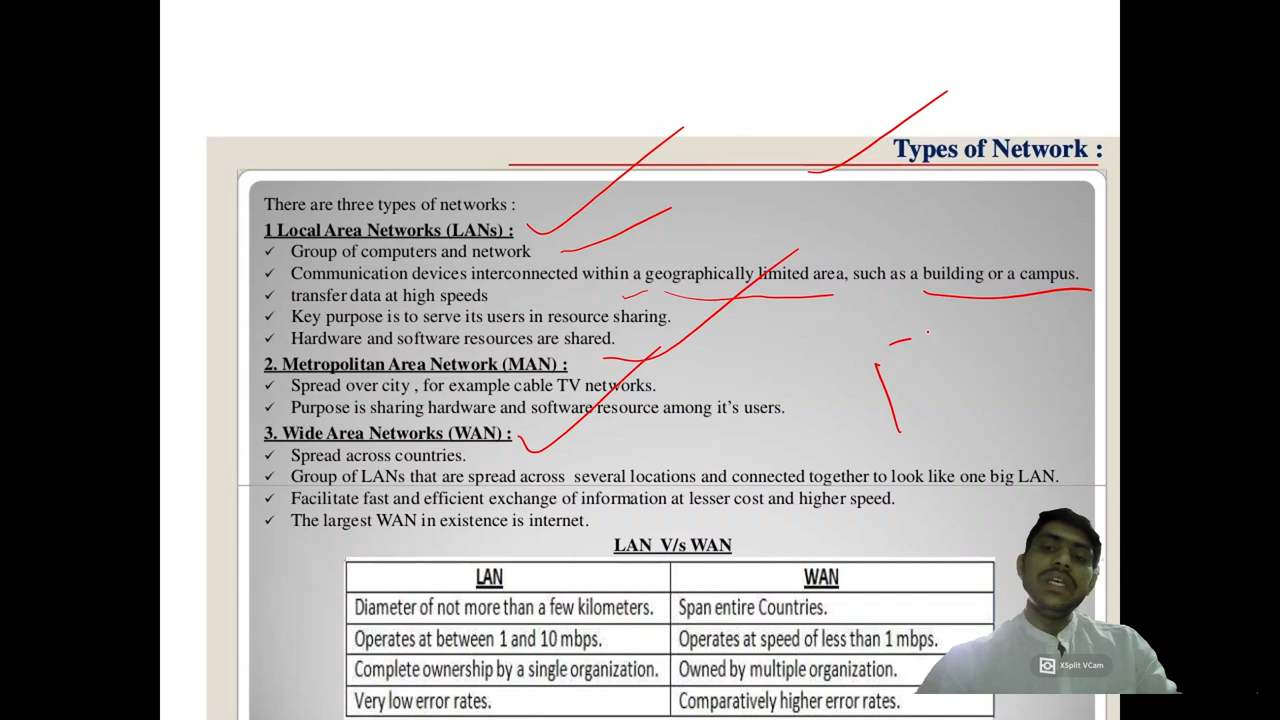 Types of Network :
There are three types of networks :
1 Local Area Networks (LANs) :
✓ Group of computers and network
✓ Communication devices interconnected within a geographically limited area, such as a building or a campus.
✓ transfer data at high speeds
✓ Key purpose is to serve its users in resource sharing.
✓ Hardware and software resources are shared.
2. Metropolitan Area Network (MAN) :
✓ Spread over city , for example cable TV networks.
✓ Purpose is sharing hardware and software resource among it's users.
3. Wide Area Networks (WAN) :
✓ Spread across countries.
✓ Group of LANs that are spread across several locations and connected together to look like one big LAN.
✓ Facilitate fast and efficient exchange of information at lesser cost and higher speed.
✓ The largest WAN in existence is internet.
LAN V/s WAN
LAN WAN
Diameter of not more than a few kilometers. Span entire Countries.
Operates at between 1 and 10 mbps. Operates at speed of less than 1 mbps.
Complete ownership by a single organization. Owned by multiple organization.
Very low error rates. Comparatively higher error rates.
XSplit VCam